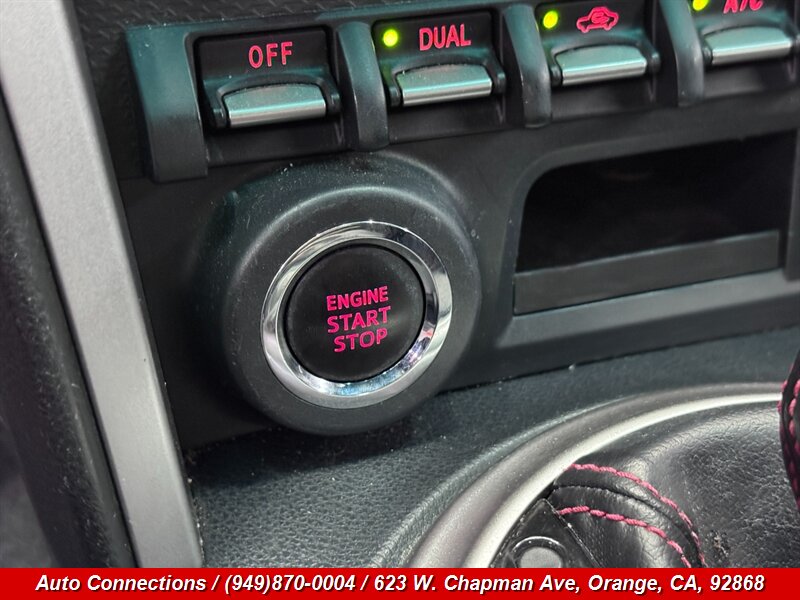 OFF
DUAL
A/C
ENGINE
START
STOP
Auto Connections / (949)870-0004 / 623 W. Chapman Ave, Orange, CA, 92868